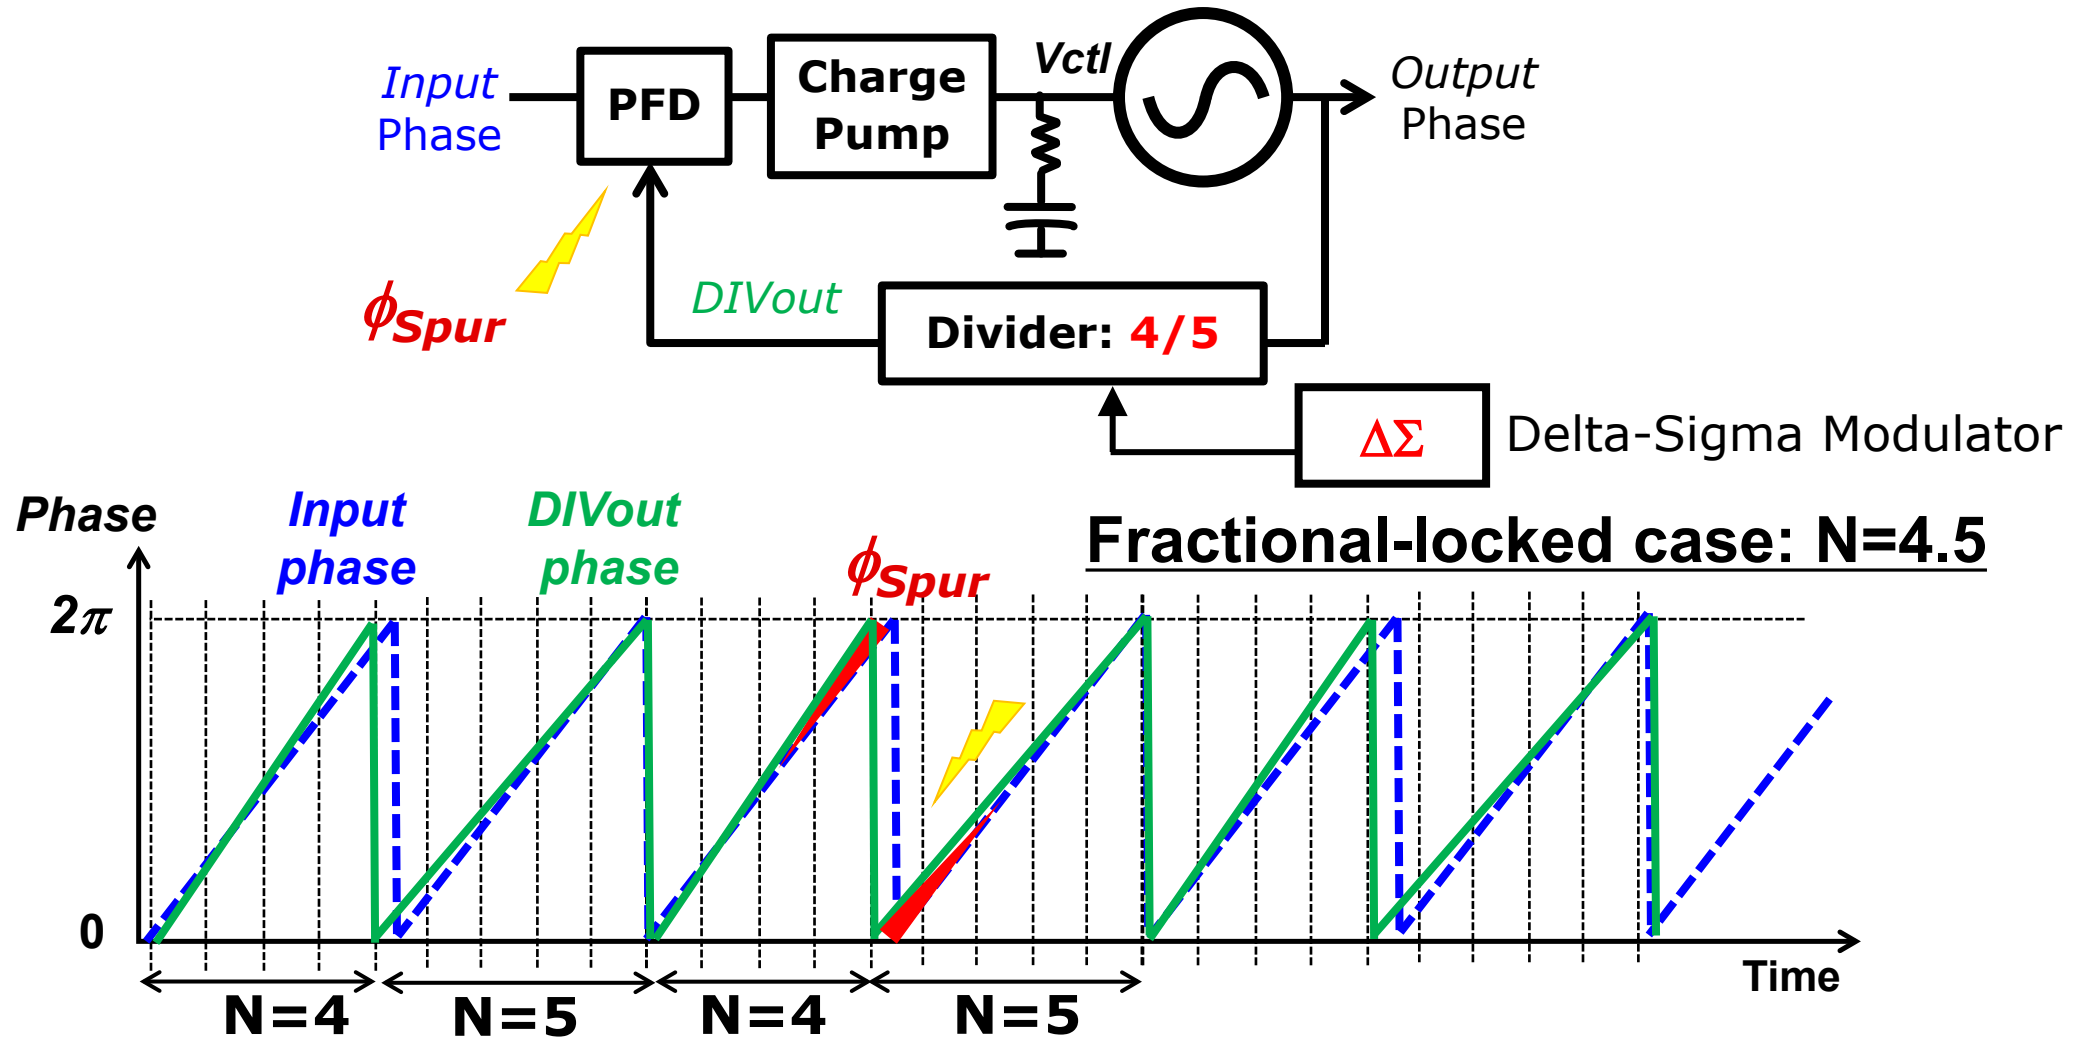 Input
Phase
PFD
Charge
Pump
Vctl
Output
Phase
ϕSpur
DIVout
Divider: 4/5
ΔΣ
Delta-Sigma Modulator
Phase
Input
phase
DIVout
phase
ϕSpur
Fractional-locked case: N=4.5
2π
0
Time
N=4
N=5
N=4
N=5